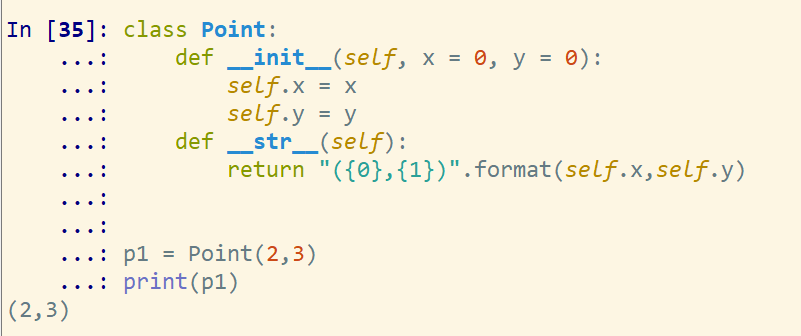 In [35]: class Point:
    ...:     def __init__(self, x = 0, y = 0):
    ...:         self.x = x
    ...:         self.y = y
    ...:     def __str__(self):
    ...:         return "({0},{1})".format(self.x,self.y)
    ...:
    ...:
    ...: p1 = Point(2,3)
    ...: print(p1)
(2,3)